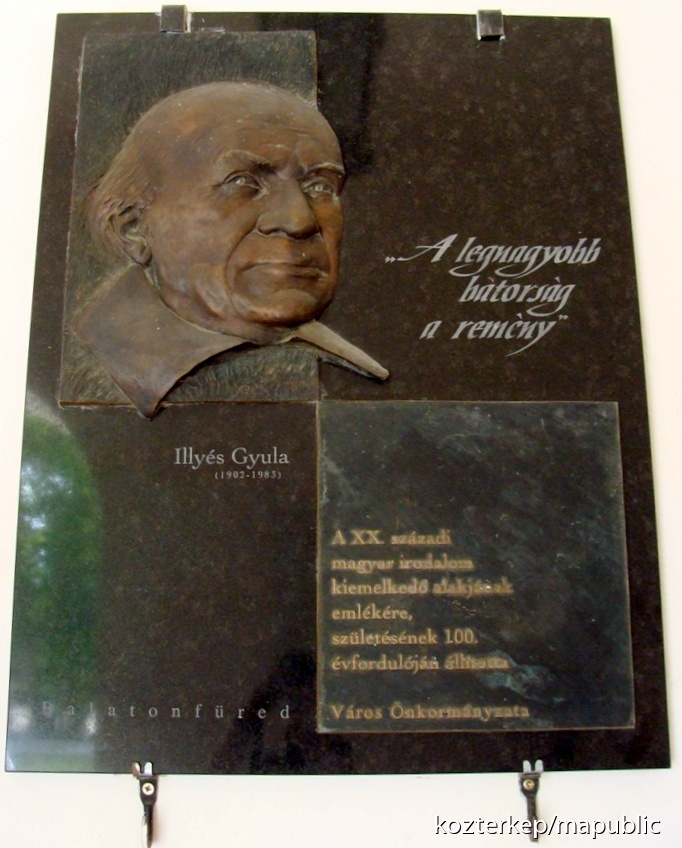 „A legnagyobb
bátorság
a remény”
Illyés Gyula
(1902-1983)
A XX. századi
magyar irodalom
kiemelkedő alakjának
emlékére,
születésének 100.
évfordulóján állította
Balatonfüred
Város Önkormányzata
kozterkep/mapublic